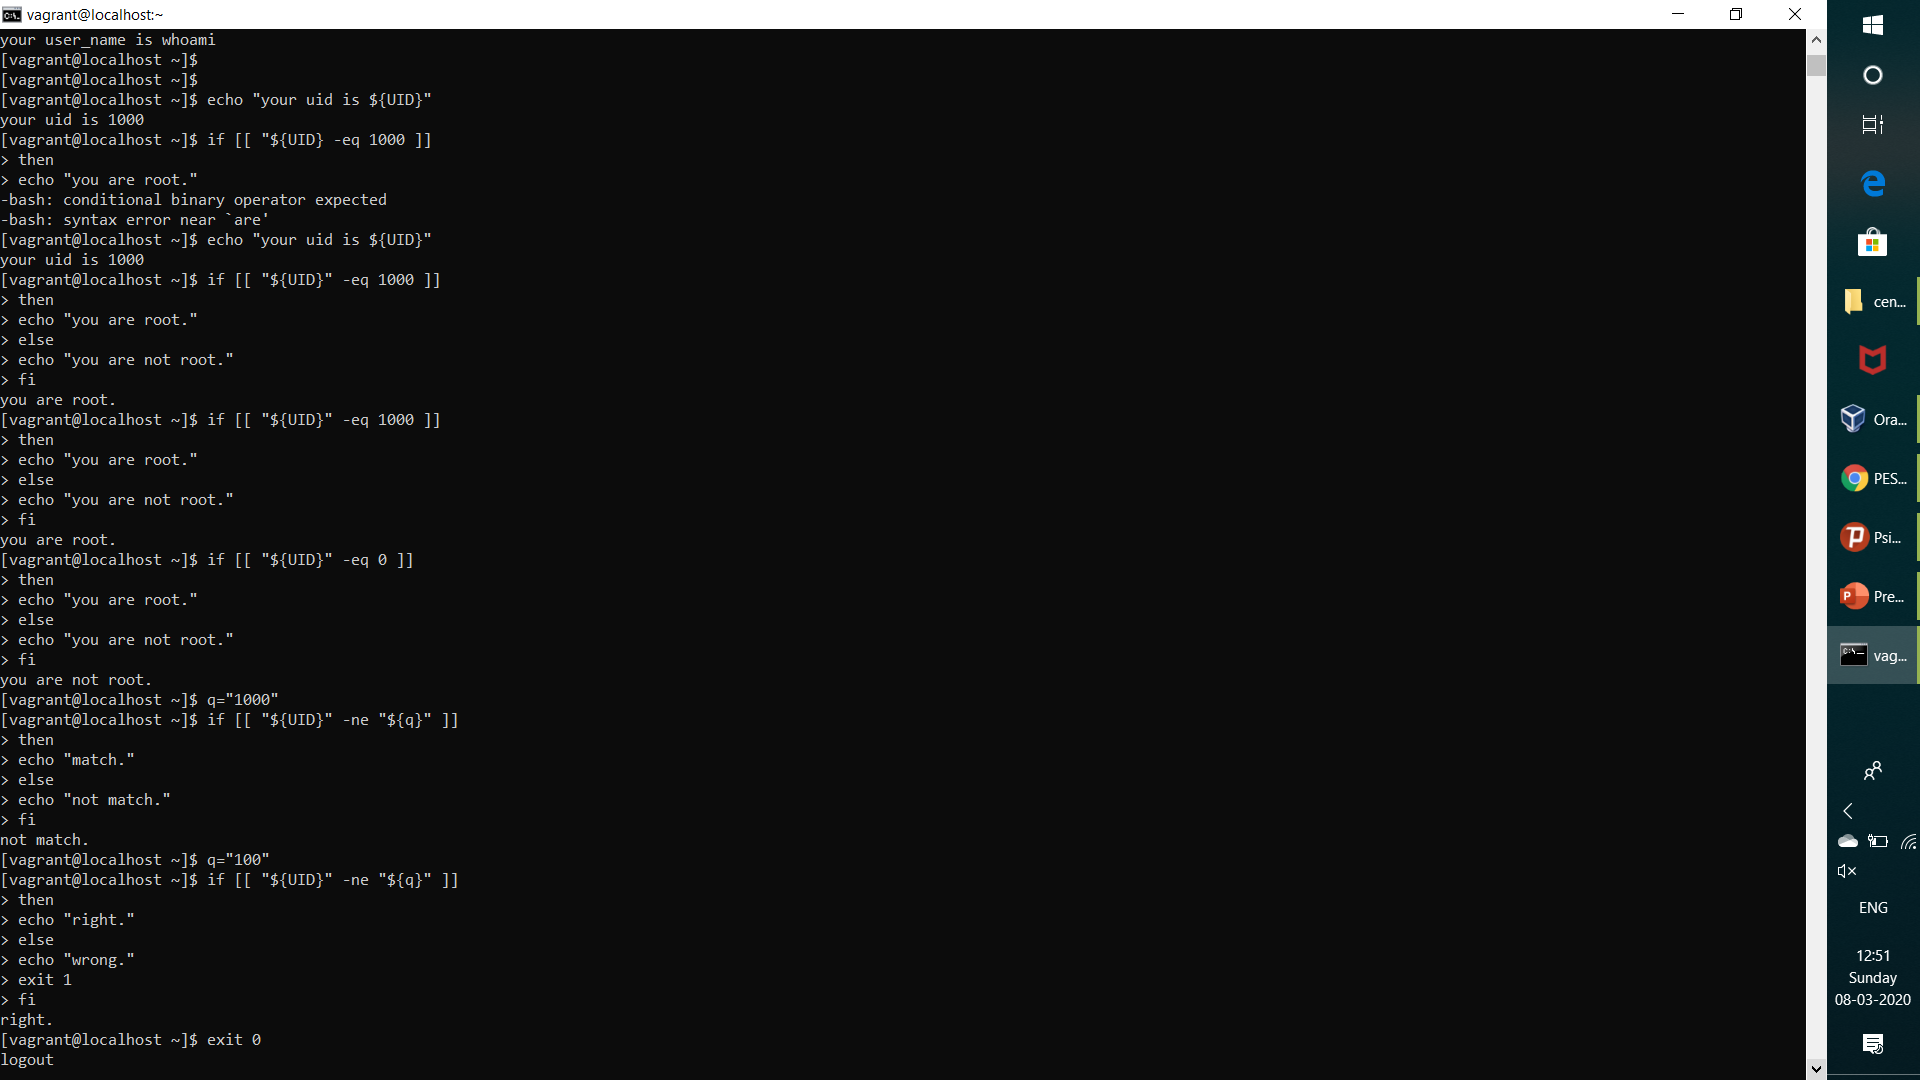 vagrant@localhost:~
your user_name is whoami
[vagrant@localhost ~]$
[vagrant@localhost ~]$
[vagrant@localhost ~]$ echo "your uid is ${UID}"
your uid is 1000
[vagrant@localhost ~]$ if [[ "${UID} -eq 1000 ]]
> then
> echo "you are root."
-bash: conditional binary operator expected
-bash: syntax error near `are'
[vagrant@localhost ~]$ echo "your uid is ${UID}"
your uid is 1000
[vagrant@localhost ~]$ if [[ "${UID}" -eq 1000 ]]
> then
> echo "you are root."
> else
> echo "you are not root."
> fi
you are root.
[vagrant@localhost ~]$ if [[ "${UID}" -eq 1000 ]]
> then
> echo "you are root."
> else
> echo "you are not root."
> fi
you are root.
[vagrant@localhost ~]$ if [[ "${UID}" -eq 0 ]]
> then
> echo "you are root."
> else
> echo "you are not root."
> fi
you are not root.
[vagrant@localhost ~]$ q="1000"
[vagrant@localhost ~]$ if [[ "${UID}" -ne "${q}" ]]
> then
> echo "match."
> else
> echo "not match."
> fi
not match.
[vagrant@localhost ~]$ q="100"
[vagrant@localhost ~]$ if [[ "${UID}" -ne "${q}" ]]
> then
> echo "right."
> else
> echo "wrong."
> exit 1
> fi
right.
[vagrant@localhost ~]$ exit 0
logout
cen...
Ora...
PES...
Psi...
Pre...
vag...
ENG
12:51
Sunday
08-03-2020